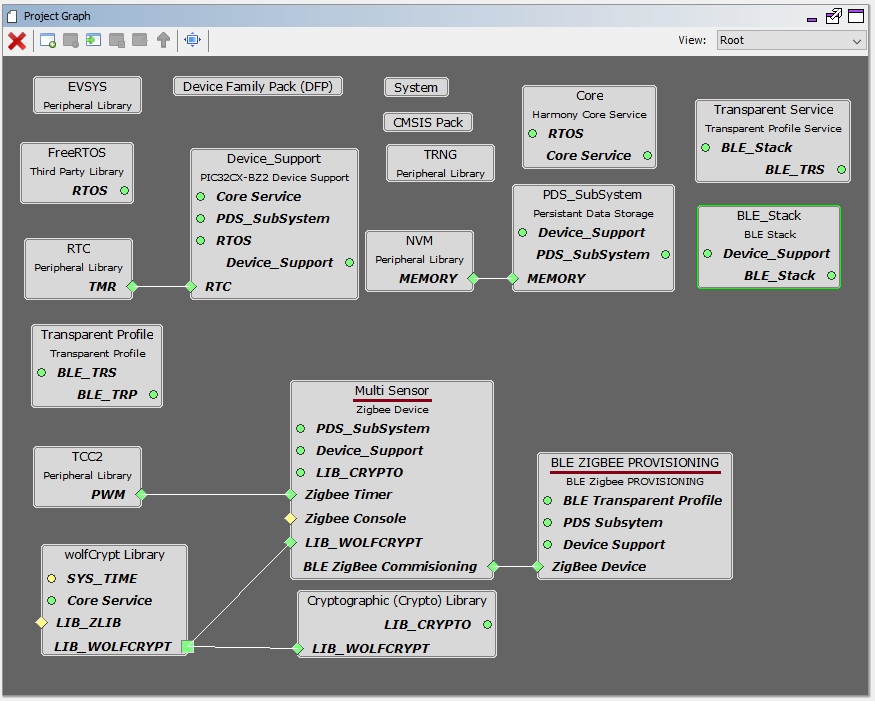 Project Graph
View:
Root
EVSYS
Peripheral Library
Device Family Pack (DFP)
System
CMSIS Pack
Core
Harmony Core Service
RTOS
Core Service
Transparent Service
Transparent Profile Service
BLE_Stack
BLE_TRS
FreeRTOS
Third Party Library
RTOS
Device_Support
PIC32CX-BZ2 Device Support
Core Service
PDS_SubSystem
RTOS
Device_Support
RTC
TRNG
Peripheral Library
PDS_SubSystem
Persistant Data Storage
Device_Support
PDS_SubSystem
MEMORY
BLE_Stack
BLE Stack
Device_Support
BLE_Stack
RTC
Peripheral Library
TMR
NVM
Peripheral Library
MEMORY
Transparent Profile
Transparent Profile
BLE_TRS
BLE_TRP
Multi Sensor
Zigbee Device
PDS_SubSystem
Device_Support
LIB_CRYPTO
Zigbee Timer
Zigbee Console
LIB_WOLFCRYPT
BLE ZigBee Commisioning
TCC2
Peripheral Library
PWM
BLE ZIGBEE PROVISIONING
BLE Zigbee PROVISIONING
BLE Transparent Profile
PDS Subsytem
Device Support
ZigBee Device
wolfCrypt Library
SYS_TIME
Core Service
LIB_ZLIB
LIB_WOLFCRYPT
Cryptographic (Crypto) Library
LIB_CRYPTO
LIB_WOLFCRYPT